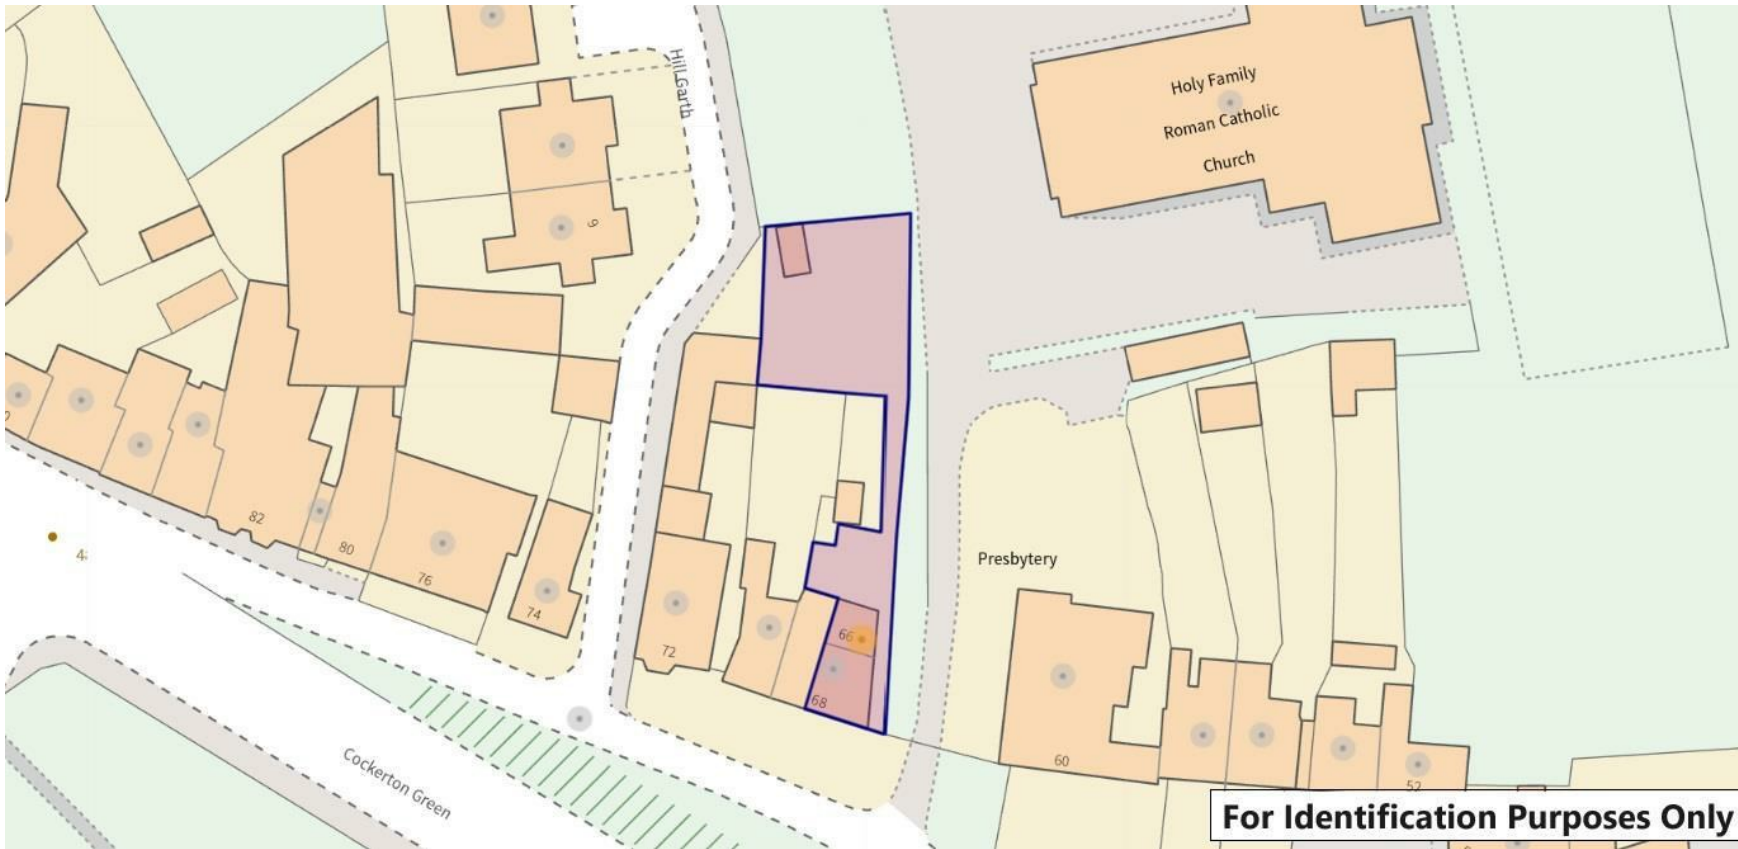 Hill Garth
Holy Family
Roman Catholic
Church
9
82
80
76
74
72
66
68
Presbytery
60
52
Cockerton Green
For Identification Purposes Only